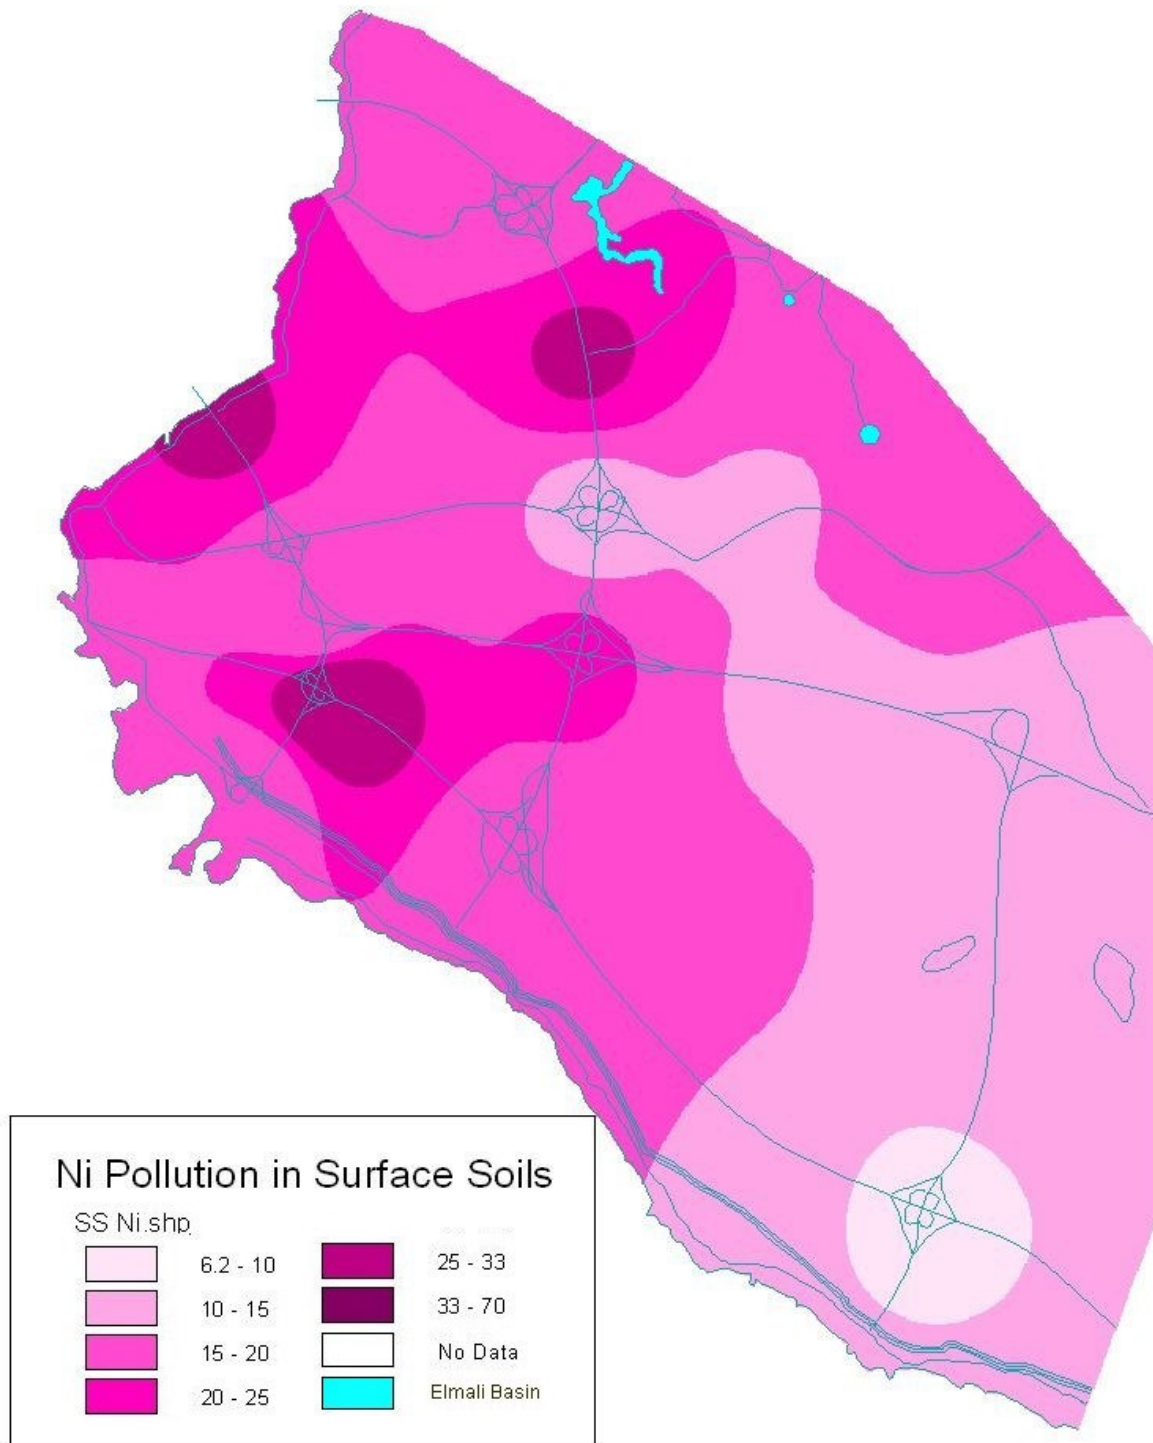 Ni Pollution in Surface Soils
SS Ni.shp
6.2 - 10
10 - 15
15 - 20
20 - 25
25 - 33
33 - 70
No Data
Elmali Basin